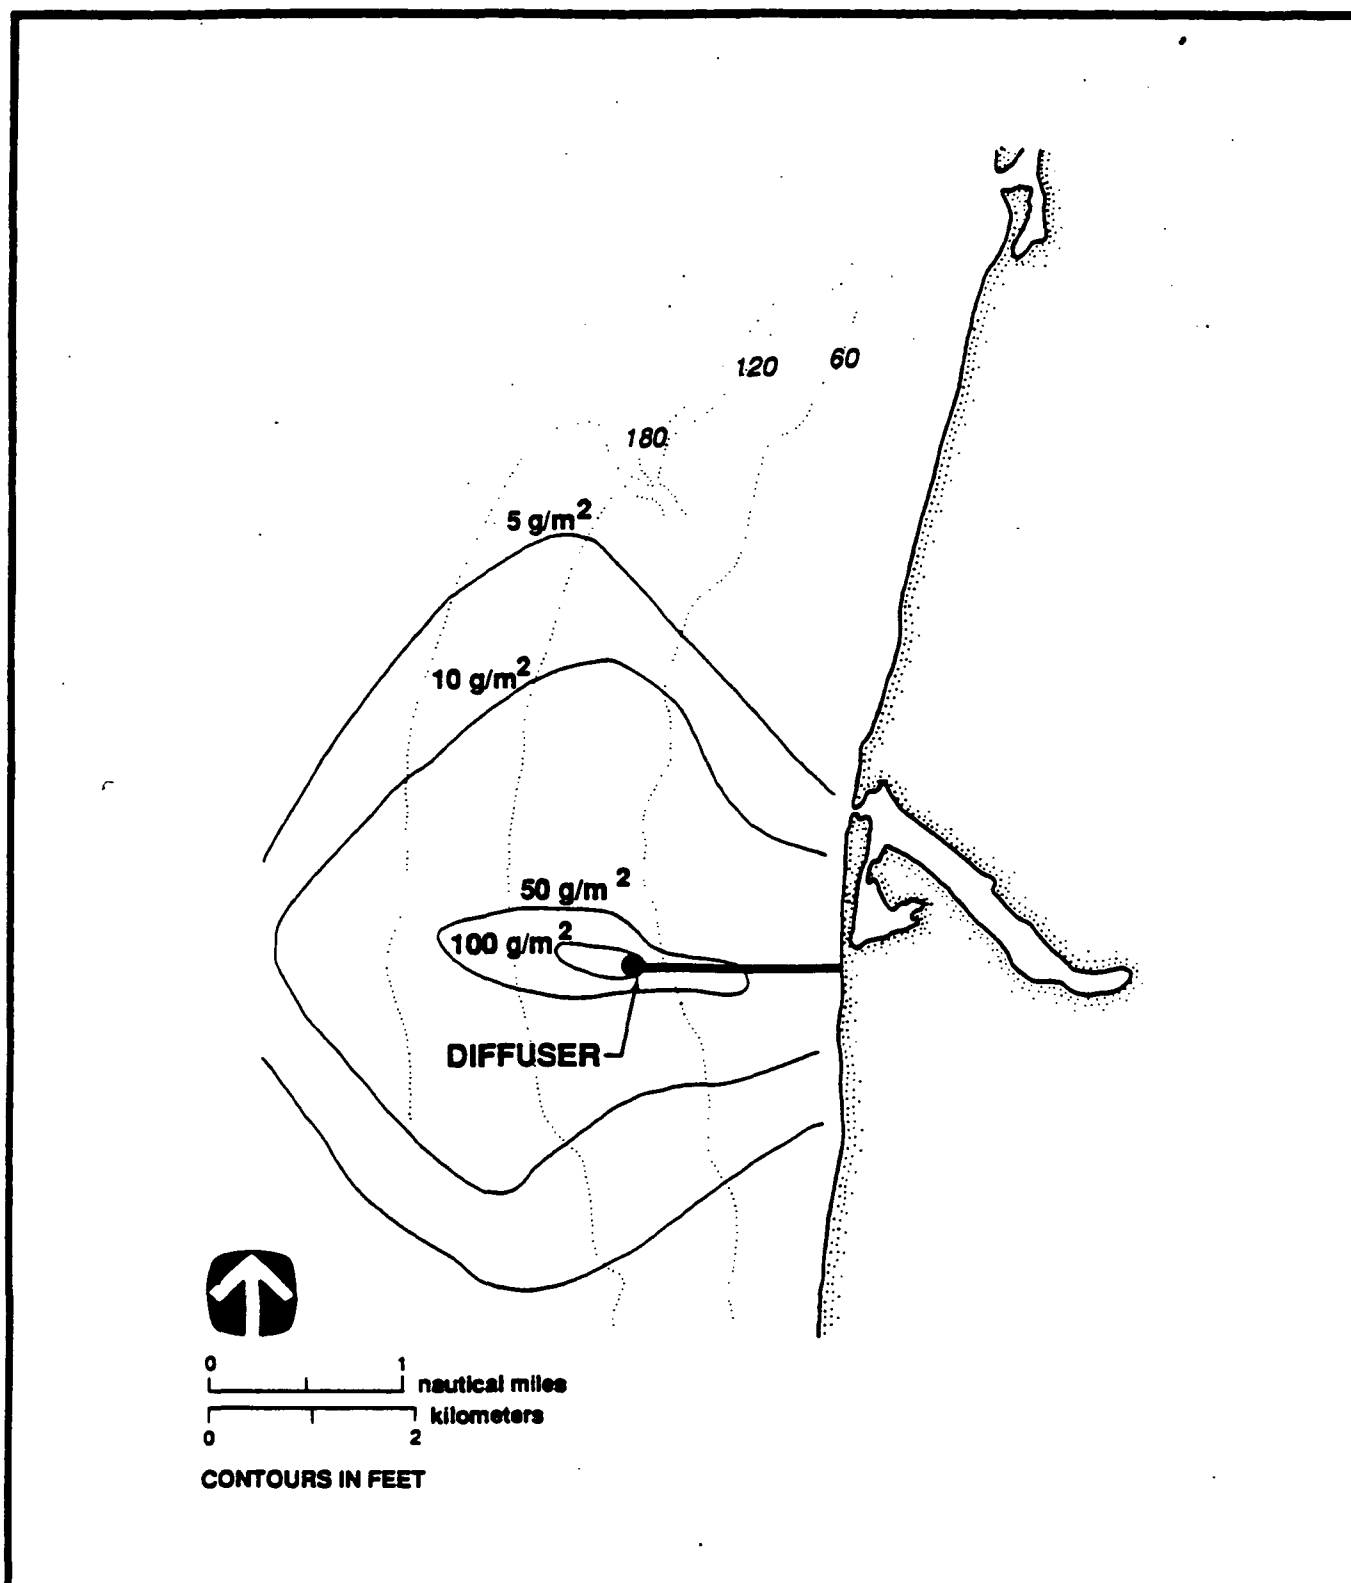 120 60
180
5 g/m²
10 g/m²
50 g/m²
100 g/m²
DIFFUSER
0 1
nautical miles
kilometers
0 2
CONTOURS IN FEET